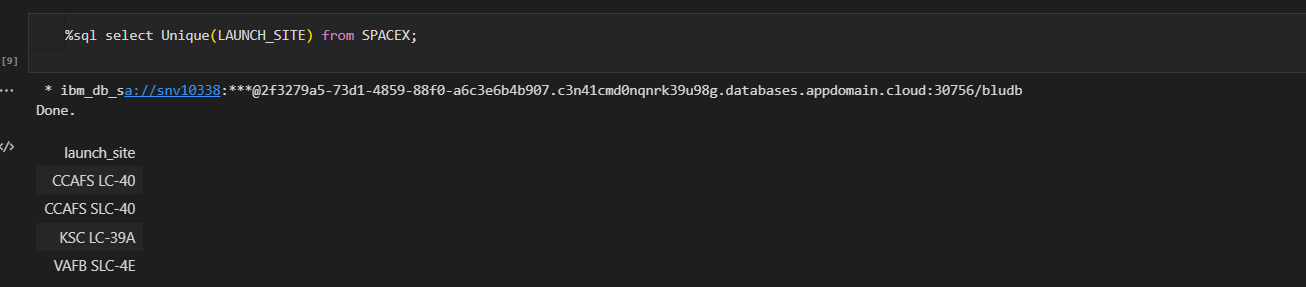 %sql select Unique(LAUNCH_SITE) from SPACEX;
[9]
... * ibm_db_sa://snv10338:***@2f3279a5-73d1-4859-88f0-a6c3e6b4b907.c3n41cmd0nqnrk39u98g.databases.appdomain.cloud:30756/bludb
Done.
</>
launch_site
CCAFS LC-40
CCAFS SLC-40
KSC LC-39A
VAFB SLC-4E